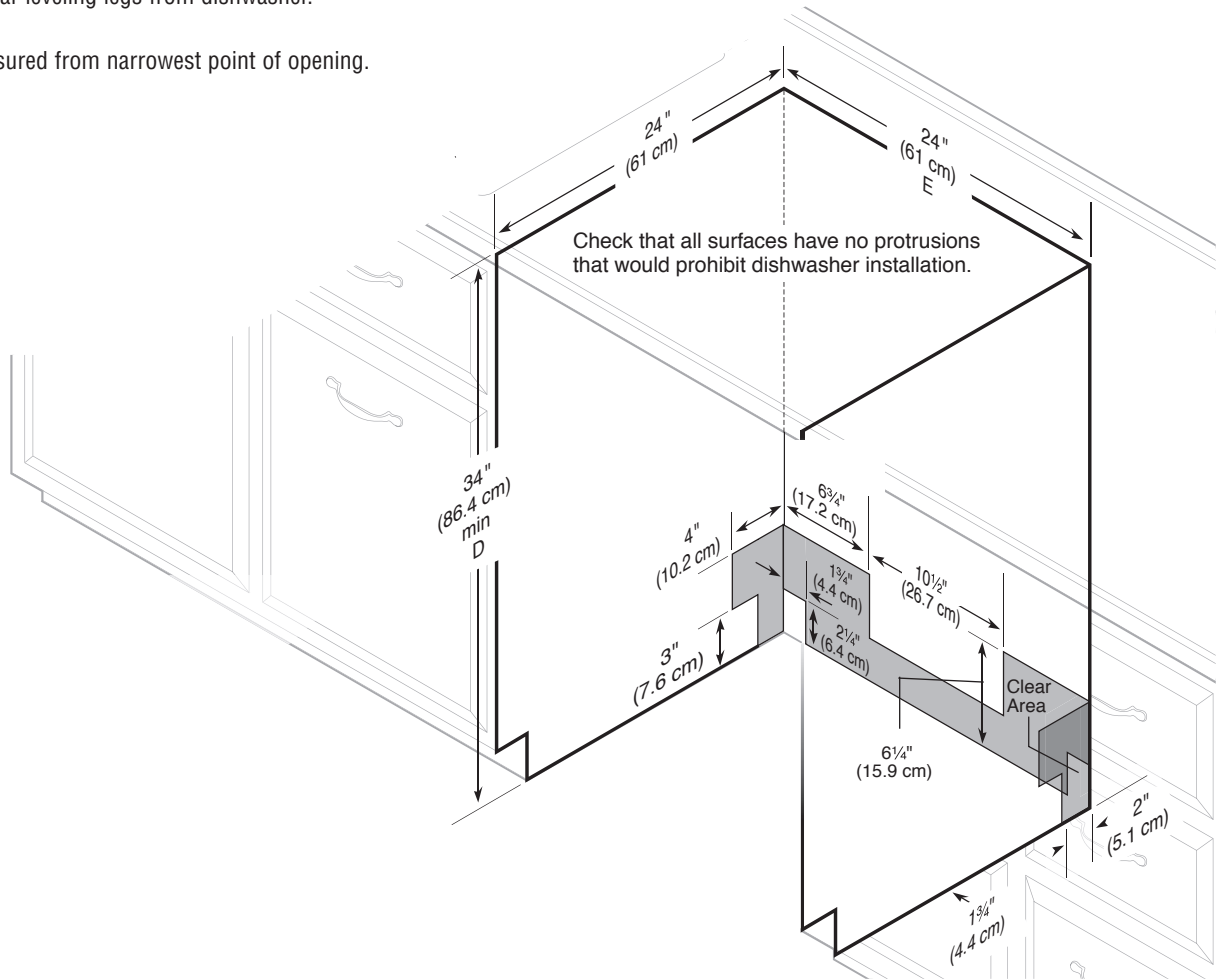 leveling legs from dishwasher.
from narrowest point of opening.
24"
(61 cm)
24"
(61 cm)
E
Check that all surfaces have no protrusions
that would prohibit dishwasher installation.
34"
(86.4 cm)
min
D
6¾"
(17.2 cm)
4"
(10.2 cm)
10½"
(26.7 cm)
1¾"
(4.4 cm)
2¼"
(6.4 cm)
3"
(7.6 cm)
Clear
Area
6¼"
(15.9 cm)
2"
(5.1 cm)
1¾"
(4.4 cm)